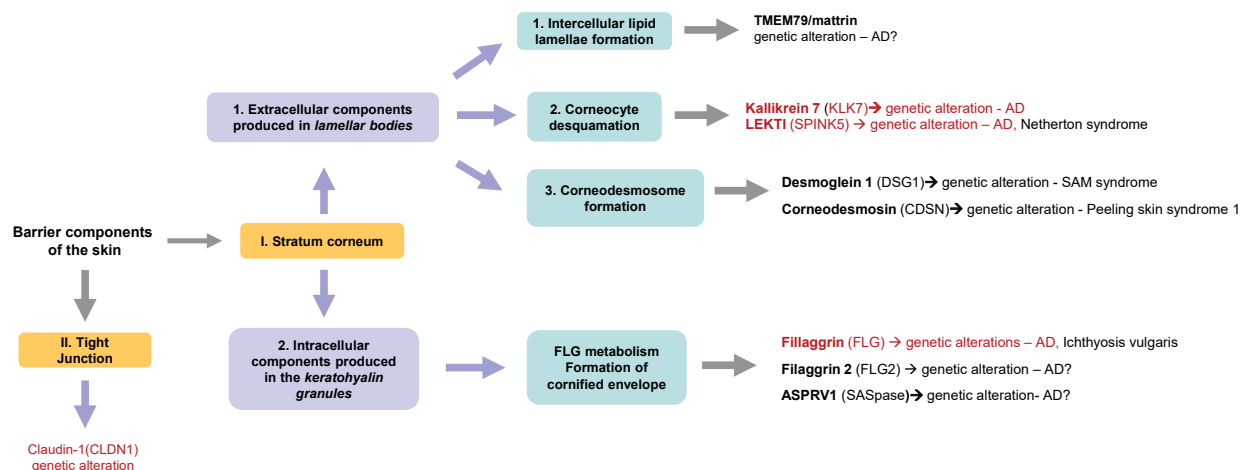 1. Intercellular lipid
lamellae formation
TMEM79/mattrin
genetic alteration – AD?
1. Extracellular components
produced in lamellar bodies
2. Corneocyte
desquamation
Kallikrein 7 (KLK7)➔ genetic alteration - AD
LEKTI (SPINK5) → genetic alteration – AD, Netherton syndrome
3. Corneodesmosome
formation
Desmoglein 1 (DSG1)➔ genetic alteration - SAM syndrome
Corneodesmosin (CDSN)➔ genetic alteration - Peeling skin syndrome 1
Barrier components
of the skin
I. Stratum corneum
II. Tight
Junction
2. Intracellular
components produced
in the keratohyalin
granules
FLG metabolism
Formation of
cornified envelope
Fillaggrin (FLG) → genetic alterations – AD, Ichthyosis vulgaris
Filaggrin 2 (FLG2) → genetic alteration – AD?
ASPRV1 (SASpase)➔ genetic alteration- AD?
Claudin-1(CLDN1)
genetic alteration